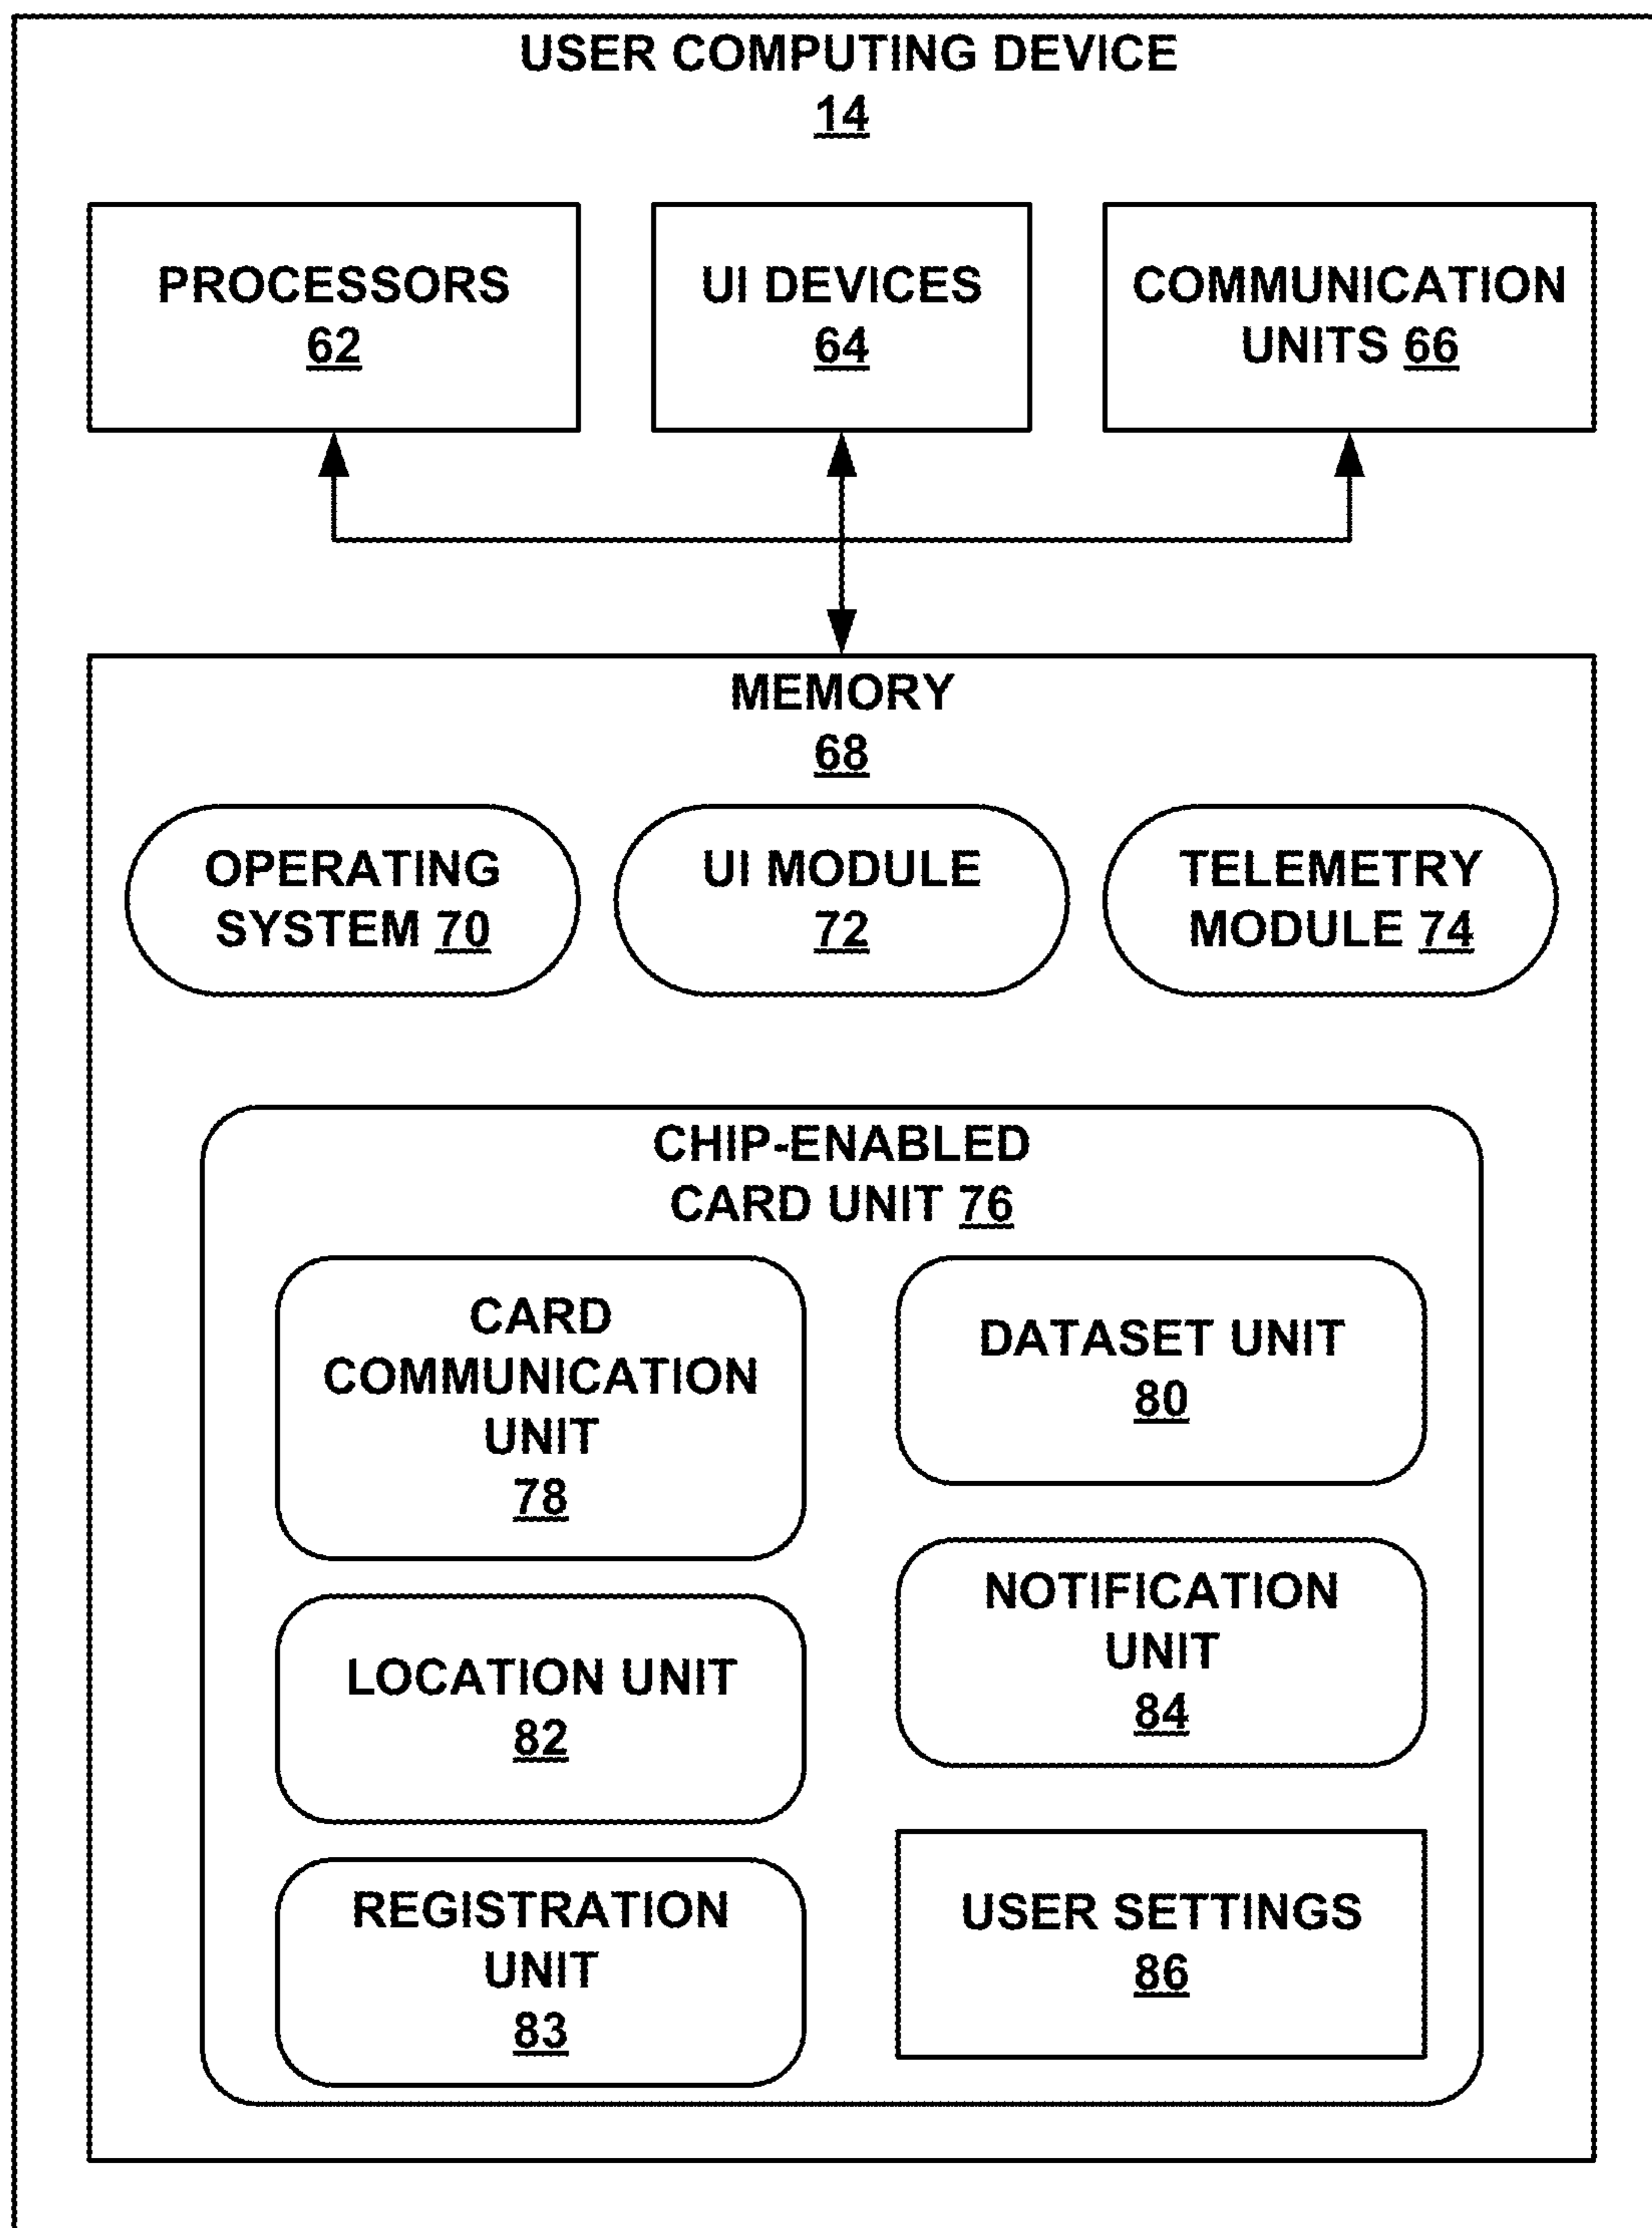 USER COMPUTING DEVICE
14
PROCESSORS
62
UI DEVICES
64
COMMUNICATION
UNITS 66
MEMORY
68
OPERATING
SYSTEM 70
UI MODULE
72
TELEMETRY
MODULE 74
CHIP-ENABLED
CARD UNIT 76
CARD
COMMUNICATION
UNIT
78
DATASET UNIT
80
LOCATION UNIT
82
NOTIFICATION
UNIT
84
REGISTRATION
UNIT
83
USER SETTINGS
86